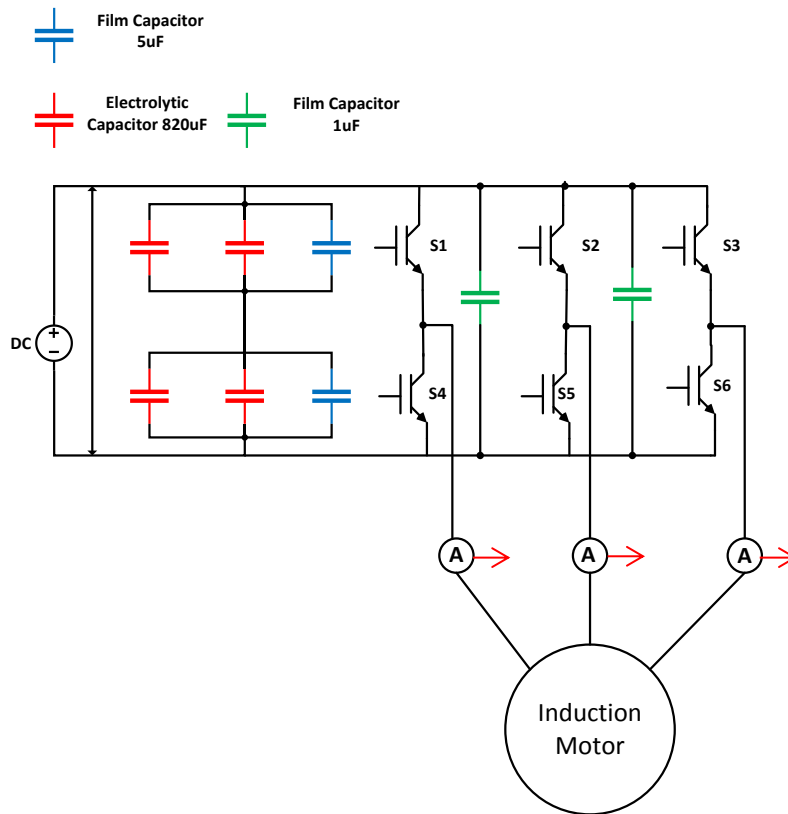 Film Capacitor
5uF
Electrolytic
Capacitor 820uF
Film Capacitor
1uF
S1
S2
S3
DC
+
−
S4
S5
S6
A
A
A
Induction
Motor